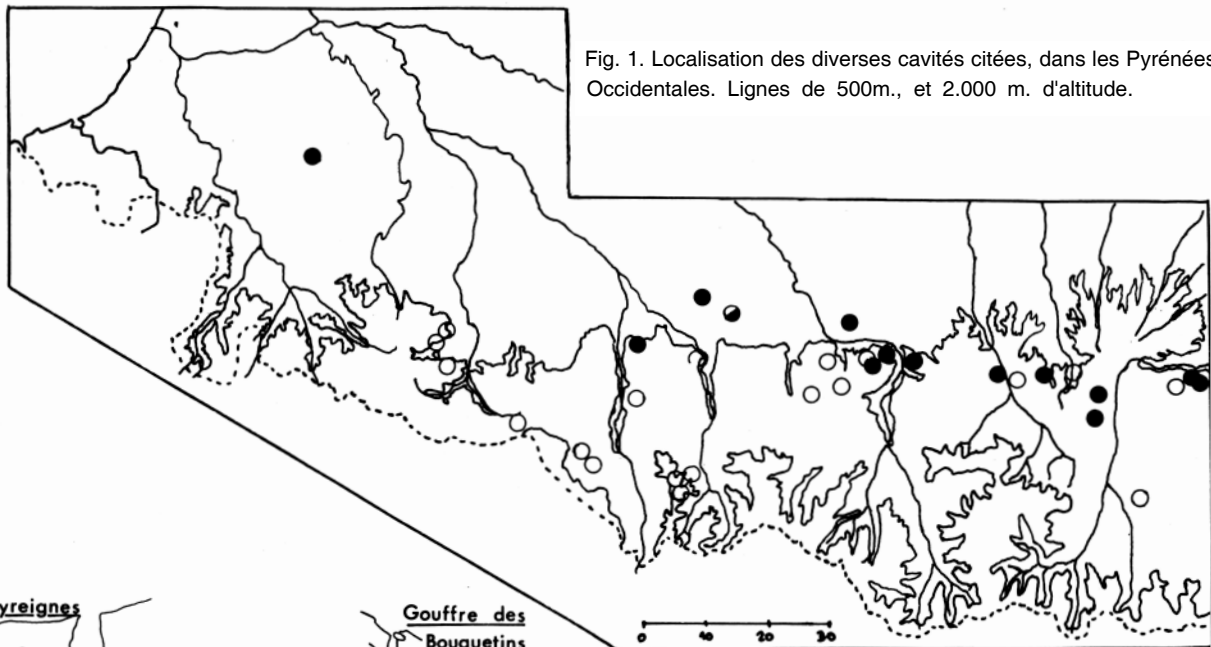 Fig. 1. Localisation des diverses cavités citées, dans les Pyrénées
Occidentales. Lignes de 500m., et 2.000 m. d'altitude.
yreignes
Gouffre des
Bouquetins
0 10 20 30